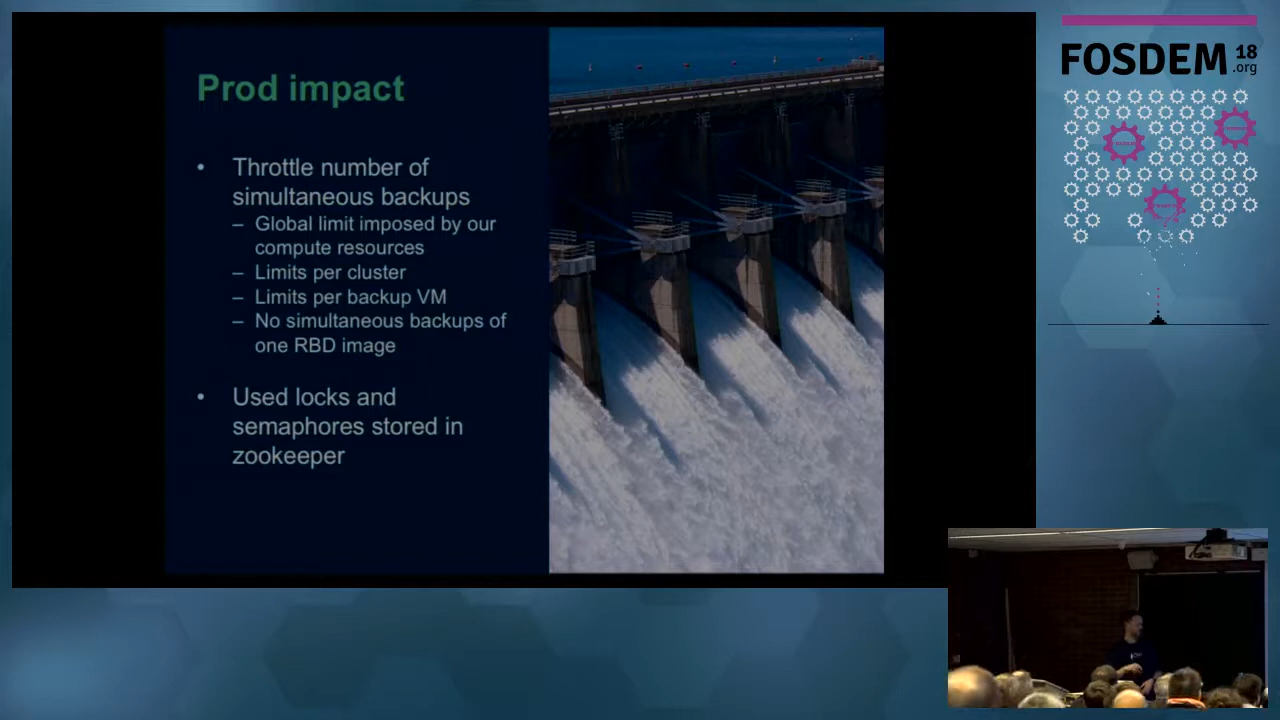 Prod impact
• Throttle number of
simultaneous backups
– Global limit imposed by our
compute resources
– Limits per cluster
– Limits per backup VM
– No simultaneous backups of
one RBD image
• Used locks and
semaphores stored in
zookeeper
FOSDEM 18
.org